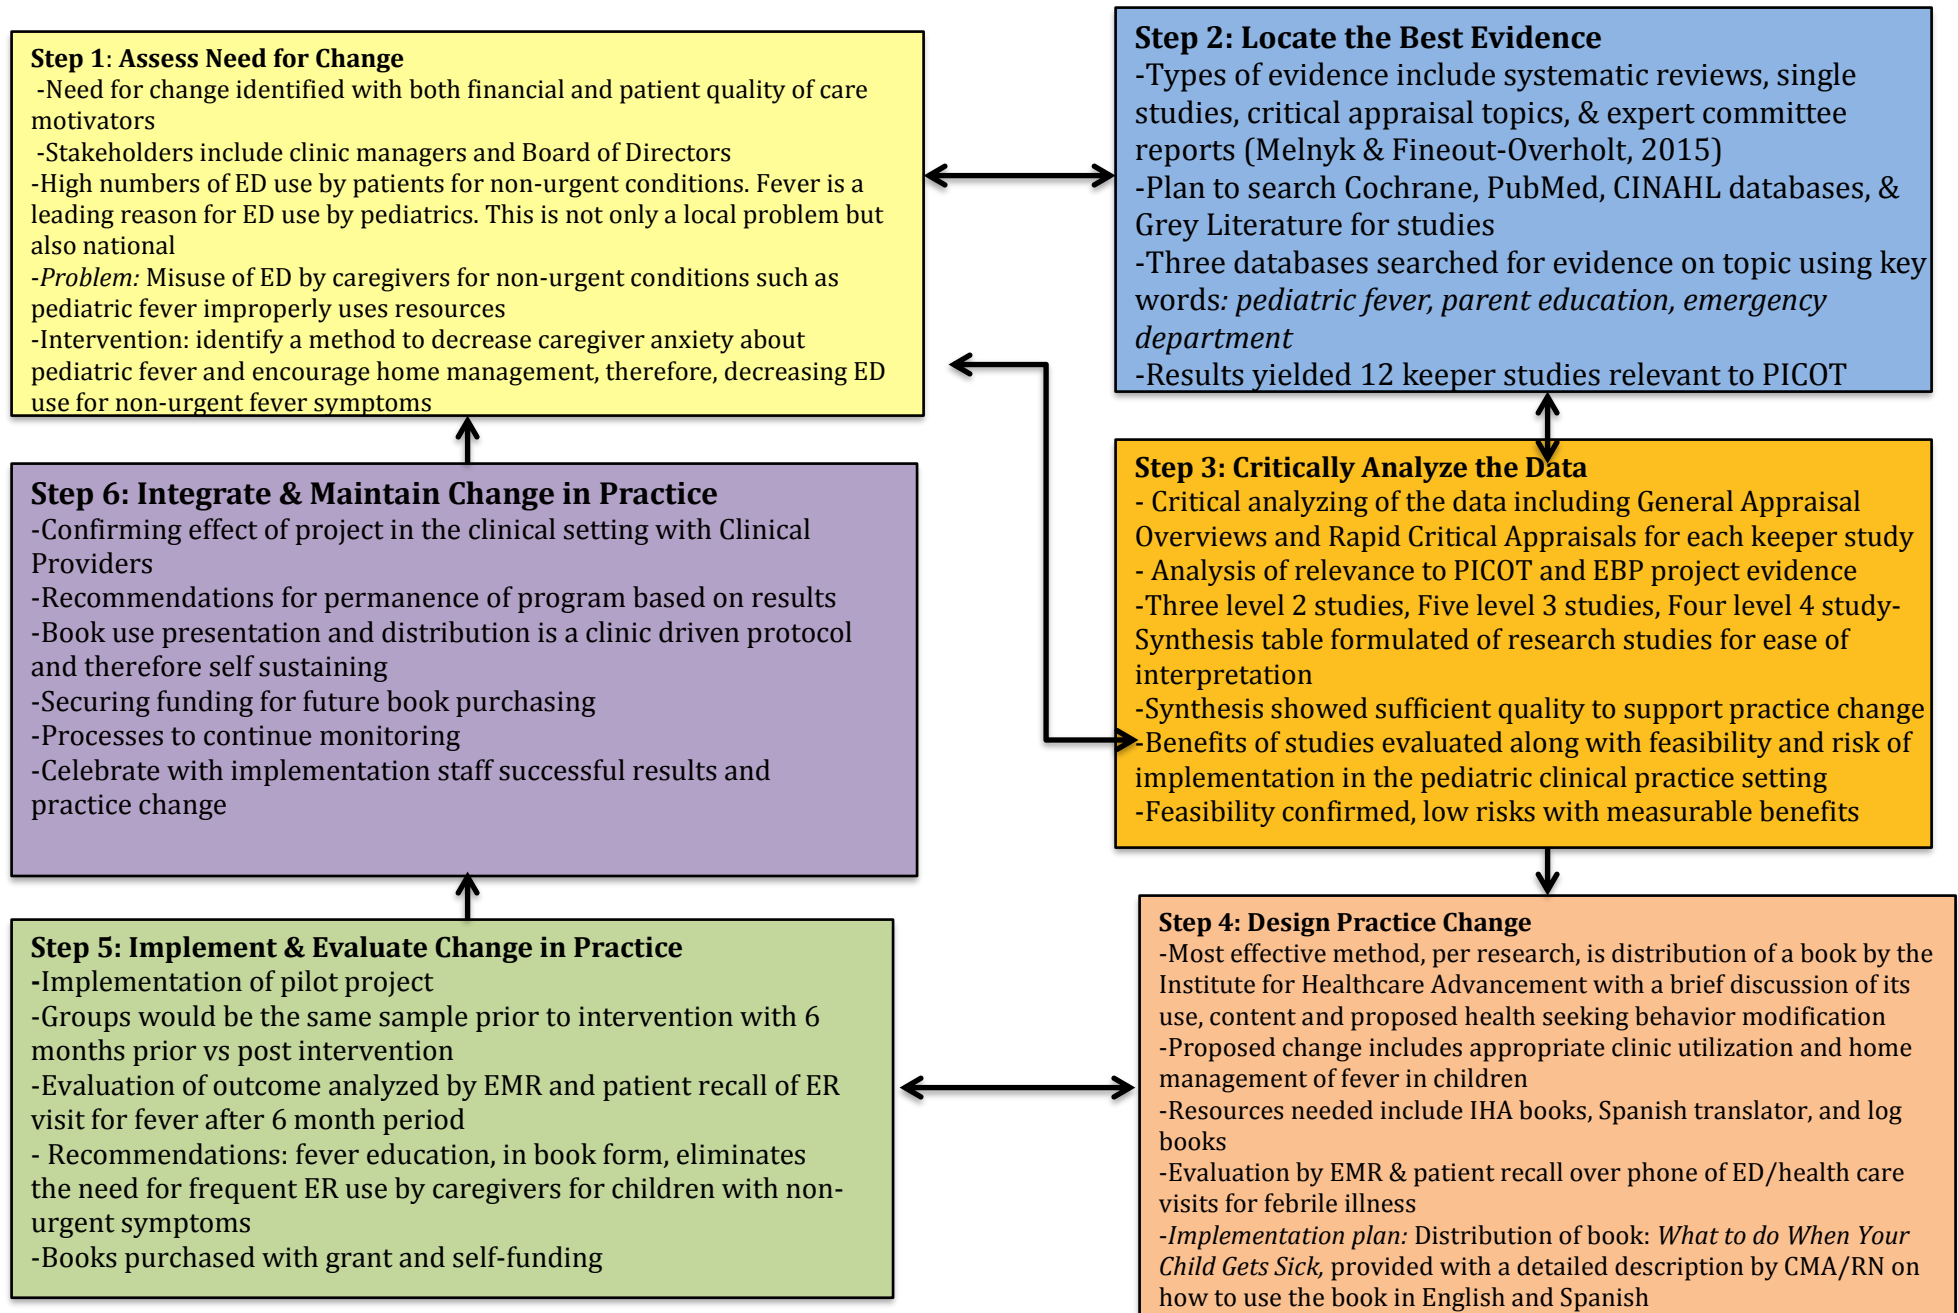 Step 1: Assess Need for Change
-Need for change identified with both financial and patient quality of care
motivators
-Stakeholders include clinic managers and Board of Directors
-High numbers of ED use by patients for non-urgent conditions. Fever is a
leading reason for ED use by pediatrics. This is not only a local problem but
also national
-Problem: Misuse of ED by caregivers for non-urgent conditions such as
pediatric fever improperly uses resources
-Intervention: identify a method to decrease caregiver anxiety about
pediatric fever and encourage home management, therefore, decreasing ED
use for non-urgent fever symptoms
Step 2: Locate the Best Evidence
-Types of evidence include systematic reviews, single
studies, critical appraisal topics, & expert committee
reports (Melnyk & Fineout-Overholt, 2015)
-Plan to search Cochrane, PubMed, CINAHL databases, &
Grey Literature for studies
-Three databases searched for evidence on topic using key
words: pediatric fever, parent education, emergency
department
-Results yielded 12 keeper studies relevant to PICOT
Step 3: Critically Analyze the Data
- Critical analyzing of the data including General Appraisal
Overviews and Rapid Critical Appraisals for each keeper study
- Analysis of relevance to PICOT and EBP project evidence
-Three level 2 studies, Five level 3 studies, Four level 4 study-
Synthesis table formulated of research studies for ease of
interpretation
-Synthesis showed sufficient quality to support practice change
-Benefits of studies evaluated along with feasibility and risk of
implementation in the pediatric clinical practice setting
-Feasibility confirmed, low risks with measurable benefits
Step 4: Design Practice Change
-Most effective method, per research, is distribution of a book by the
Institute for Healthcare Advancement with a brief discussion of its
use, content and proposed health seeking behavior modification
-Proposed change includes appropriate clinic utilization and home
management of fever in children
-Resources needed include IHA books, Spanish translator, and log
books
-Evaluation by EMR & patient recall over phone of ED/health care
visits for febrile illness
-Implementation plan: Distribution of book: What to do When Your
Child Gets Sick, provided with a detailed description by CMA/RN on
how to use the book in English and Spanish
Step 5: Implement & Evaluate Change in Practice
-Implementation of pilot project
-Groups would be the same sample prior to intervention with 6
months prior vs post intervention
-Evaluation of outcome analyzed by EMR and patient recall of ER
visit for fever after 6 month period
- Recommendations: fever education, in book form, eliminates
the need for frequent ER use by caregivers for children with non-
urgent symptoms
-Books purchased with grant and self-funding
Step 6: Integrate & Maintain Change in Practice
-Confirming effect of project in the clinical setting with Clinical
Providers
-Recommendations for permanence of program based on results
-Book use presentation and distribution is a clinic driven protocol
and therefore self sustaining
-Securing funding for future book purchasing
-Processes to continue monitoring
-Celebrate with implementation staff successful results and
practice change